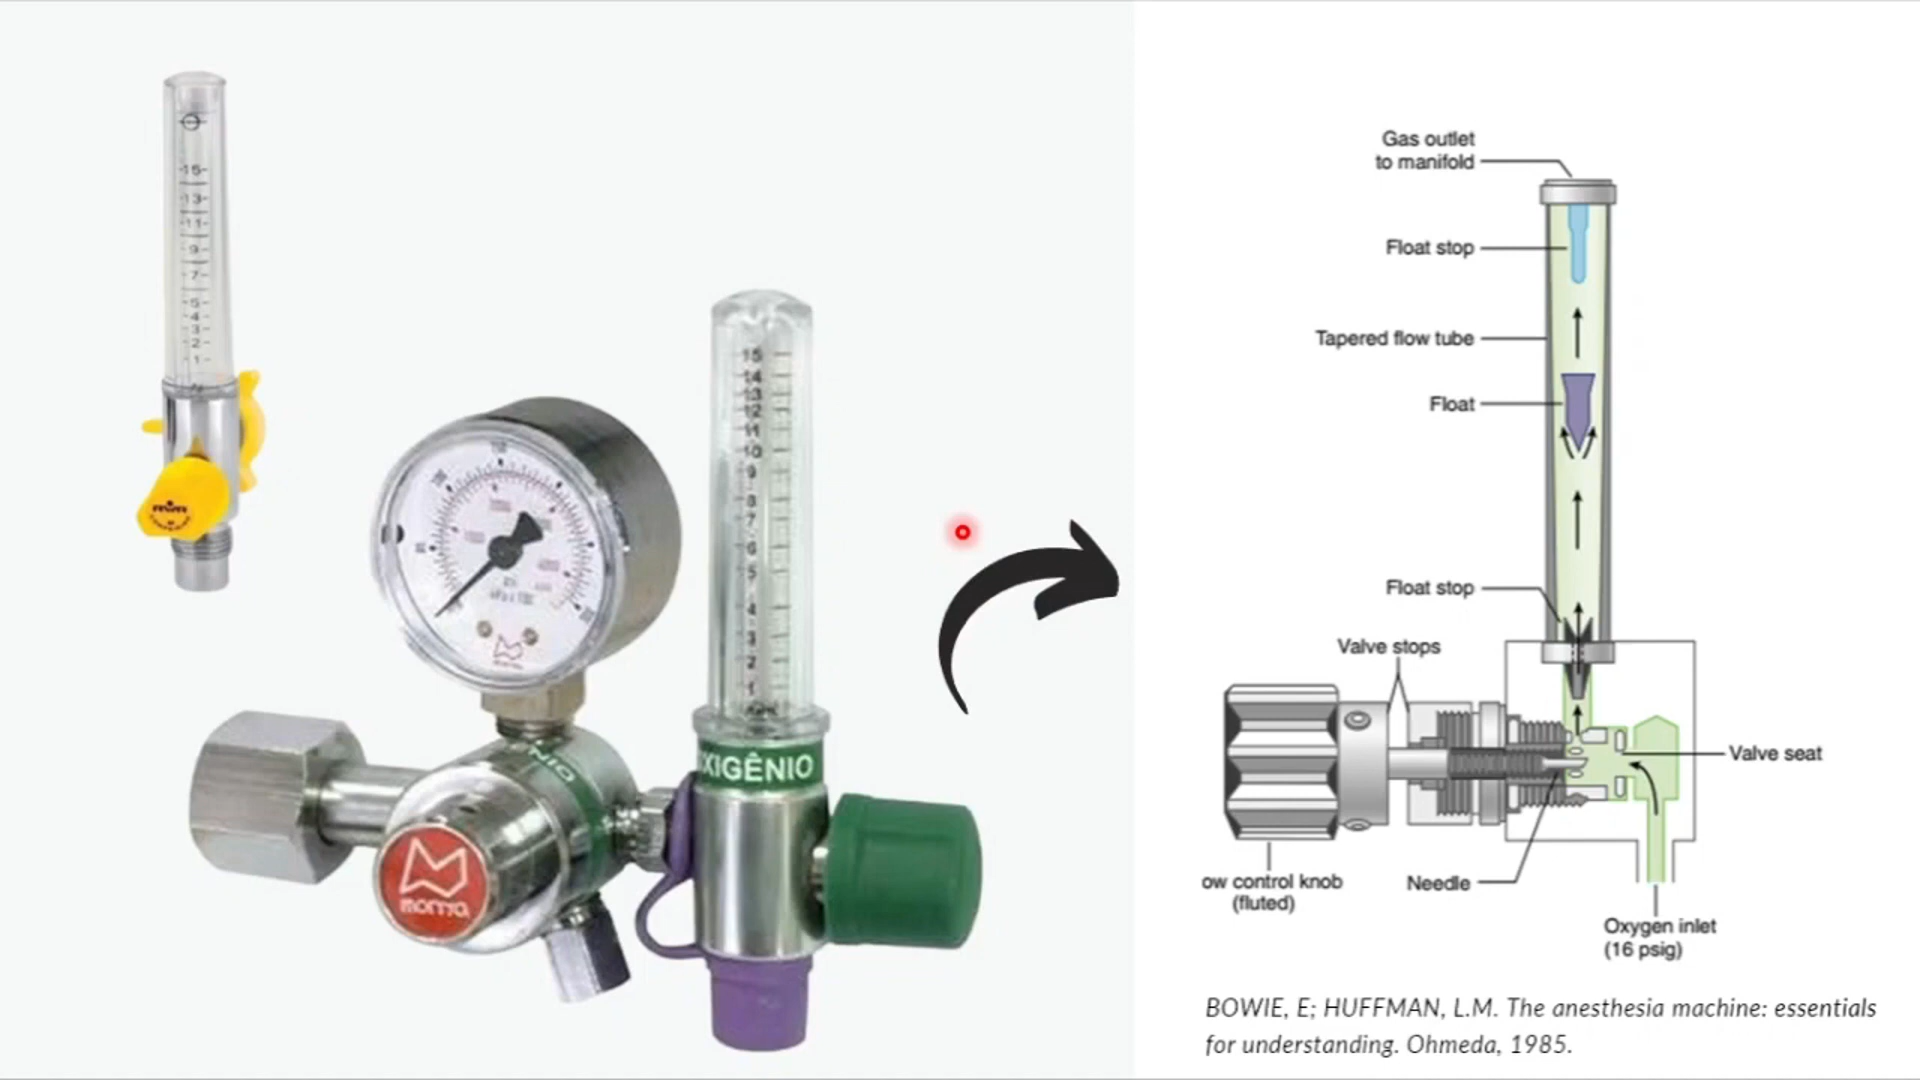 15
13
11
9
7
5
4
3
2
1
15
14
13
12
11
10
9
8
7
6
5
4
3
2
1
XIGÊNIO
NIO
moriya
Gas outlet
to manifold
Float stop
Tapered flow tube
Float
Float stop
Valve stops
Valve seat
ow control knob
(fluted)
Needle
Oxygen inlet
(16 psig)
BOWIE, E; HUFFMAN, L.M. The anesthesia machine: essentials
for understanding. Ohmeda, 1985.